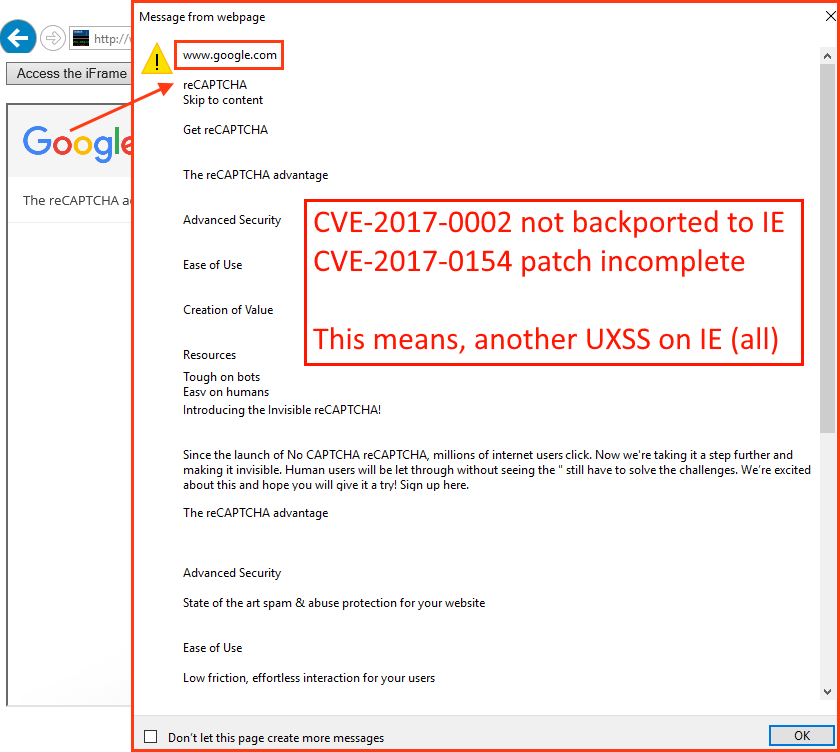 Message from webpage
http://
www.google.com
Access the iFrame
reCAPTCHA
Skip to content
Google
Get reCAPTCHA
The reCAPTCHA advantage
The reCAPTCHA
Advanced Security
CVE-2017-0002 not backported to IE
CVE-2017-0154 patch incomplete
This means, another UXSS on IE (all)
Ease of Use
Creation of Value
Resources
Tough on bots
Easy on humans
Introducing the Invisible reCAPTCHA!
Since the launch of No CAPTCHA reCAPTCHA, millions of internet users click. Now we're taking it a step further and
making it invisible. Human users will be let through without seeing the " still have to solve the challenges. We're excited
about this and hope you will give it a try! Sign up here.
The reCAPTCHA advantage
Advanced Security
State of the art spam & abuse protection for your website
Ease of Use
Low friction, effortless interaction for your users
Don't let this page create more messages
OK